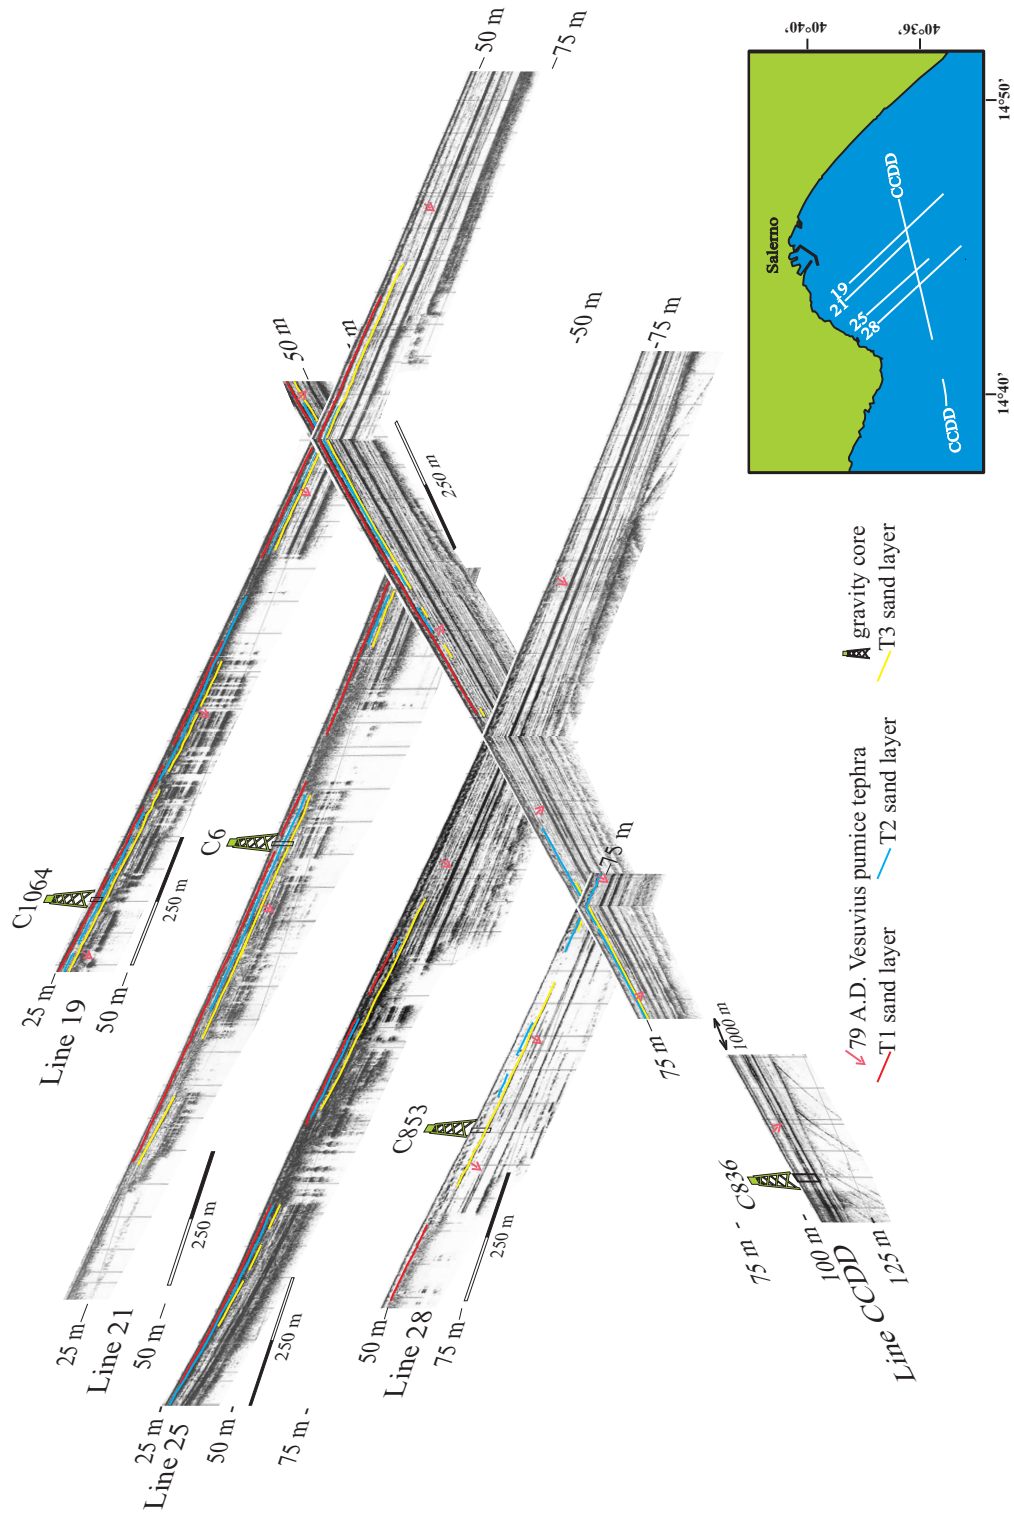 50 m
75 m
50 m
m
-50 m
75 m
250 m
C1064
25 m
Line 19
50 m
250 m
C6
25 m
Line 21
50 m
250 m
25 m -
Line 25
50 m -
75 m -
250 m
C853
50 m
Line 28
75 m
250 m
75 m
75 m
1000 m
C836
75 m -
100 m -
125 m
Line CCDD
79 A.D. Vesuvius pumice tephra
gravity core
T1 sand layer
T2 sand layer
T3 sand layer
Salerno
19
21
25
28
CCDD
CCDD
40°40'
40°36'
14°50'
14°40'